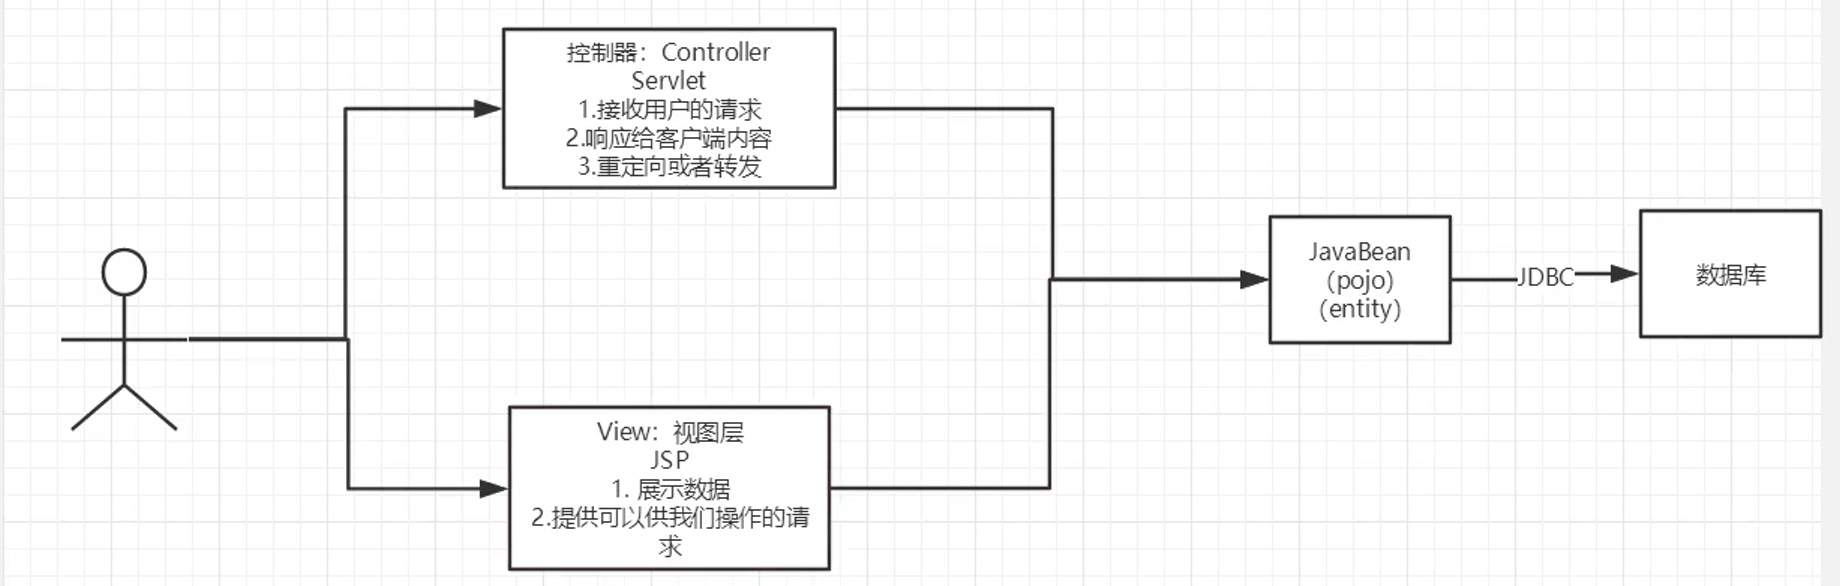 控制器：Controller
Servlet
1.接收用户的请求
2.响应给客户端内容
3.重定向或者转发
View：视图层
JSP
1. 展示数据
2.提供可以供我们操作的请
求
JavaBean
（pojo）
（entity）
JDBC
数据库